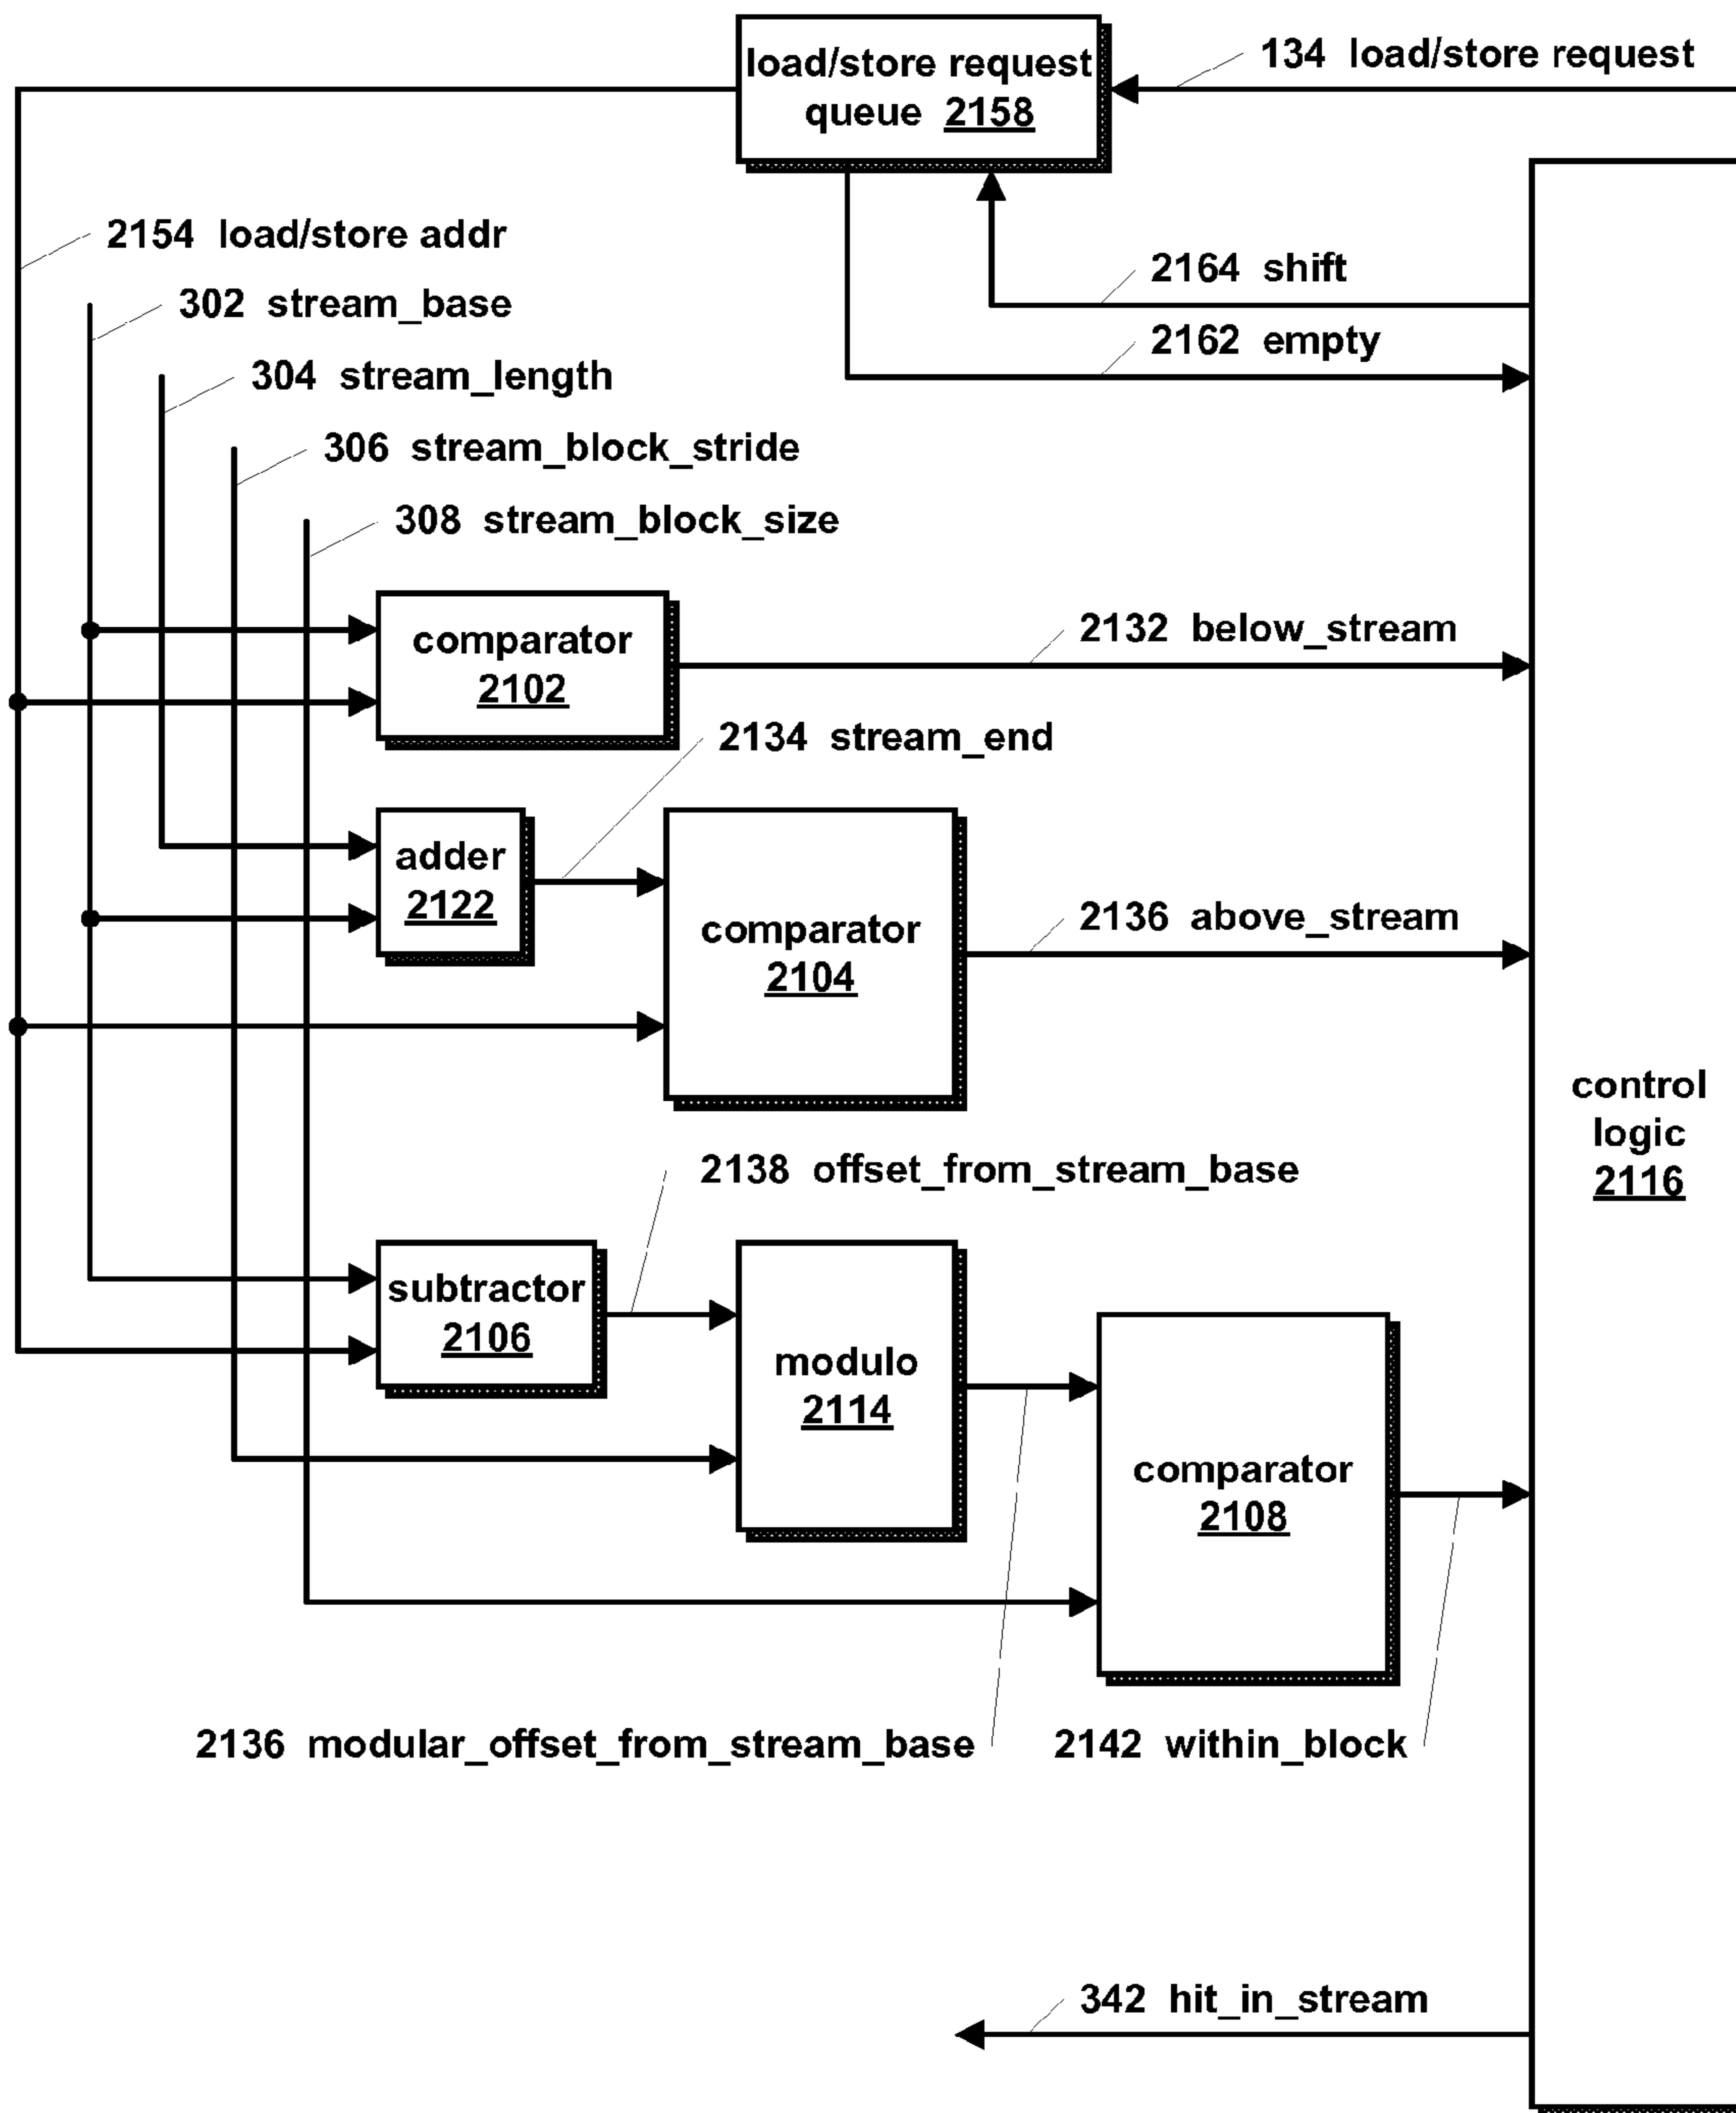 load/store request
queue 2158
134 load/store request
2154 load/store addr
302 stream_base
2164 shift
304 stream_length
2162 empty
306 stream_block_stride
308 stream_block_size
comparator
2102
2132 below_stream
2134 stream_end
adder
2122
comparator
2104
2136 above_stream
control
logic
2116
2138 offset_from_stream_base
subtractor
2106
modulo
2114
comparator
2108
2136 modular_offset_from_stream_base
2142 within_block
342 hit_in_stream